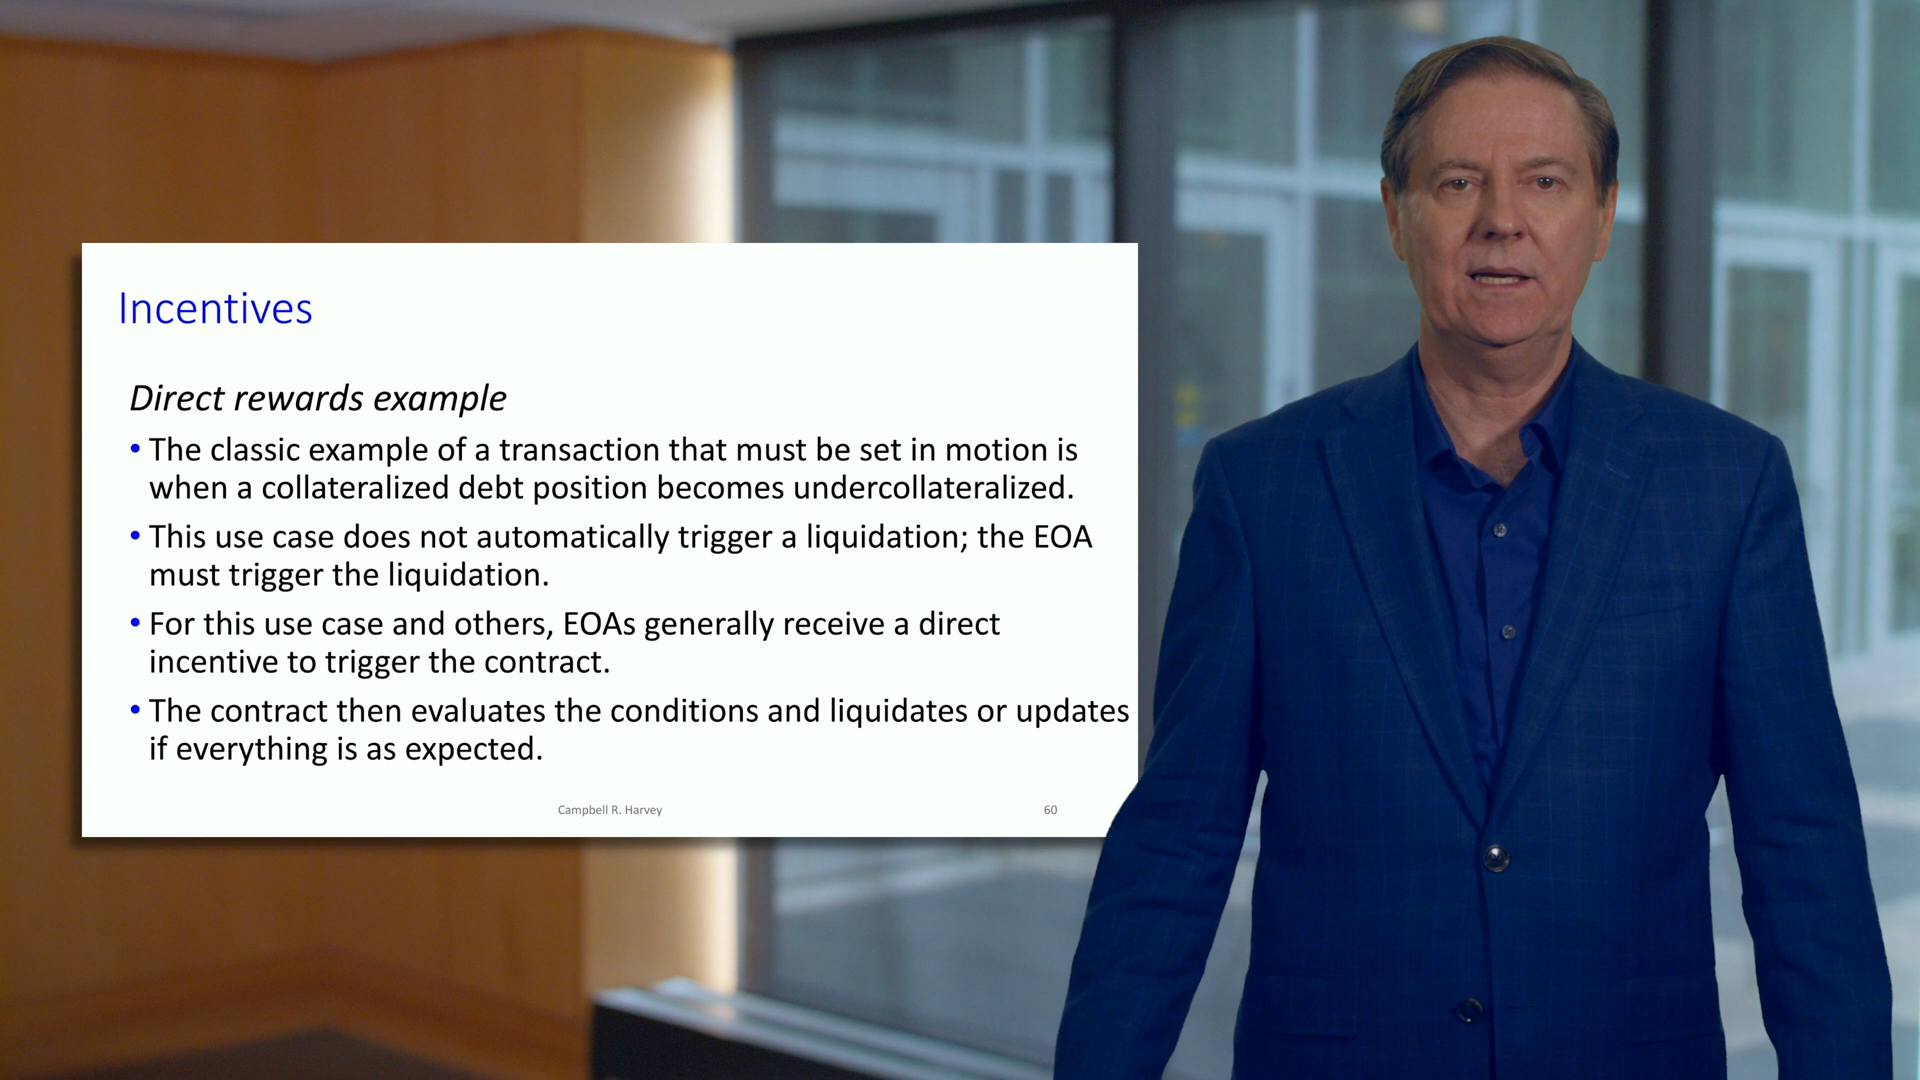 Incentives
Direct rewards example
• The classic example of a transaction that must be set in motion is
when a collateralized debt position becomes undercollateralized.
• This use case does not automatically trigger a liquidation; the EOA
must trigger the liquidation.
• For this use case and others, EOAs generally receive a direct
incentive to trigger the contract.
• The contract then evaluates the conditions and liquidates or updates
if everything is as expected.
Campbell R. Harvey
60